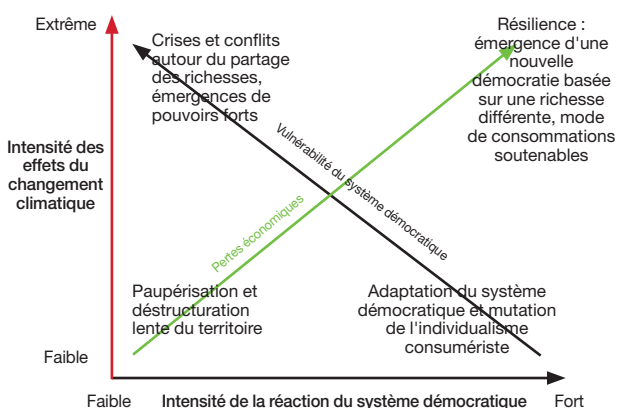 Extrême
Crises et conflits
autour du partage
des richesses,
émergences de
pouvoirs forts
Résilience :
émergence d'une
nouvelle
démocratie basée
sur une richesse
différente, mode
de consommations
soutenables
Intensité des
effets du
changement
climatique
Vulnérabilité du système démocratique
Pertes économiques
Paupérisation et
déstructuration
lente du territoire
Adaptation du système
démocratique et mutation
de l'individualisme
consumériste
Faible
Faible
Intensité de la réaction du système démocratique
Fort